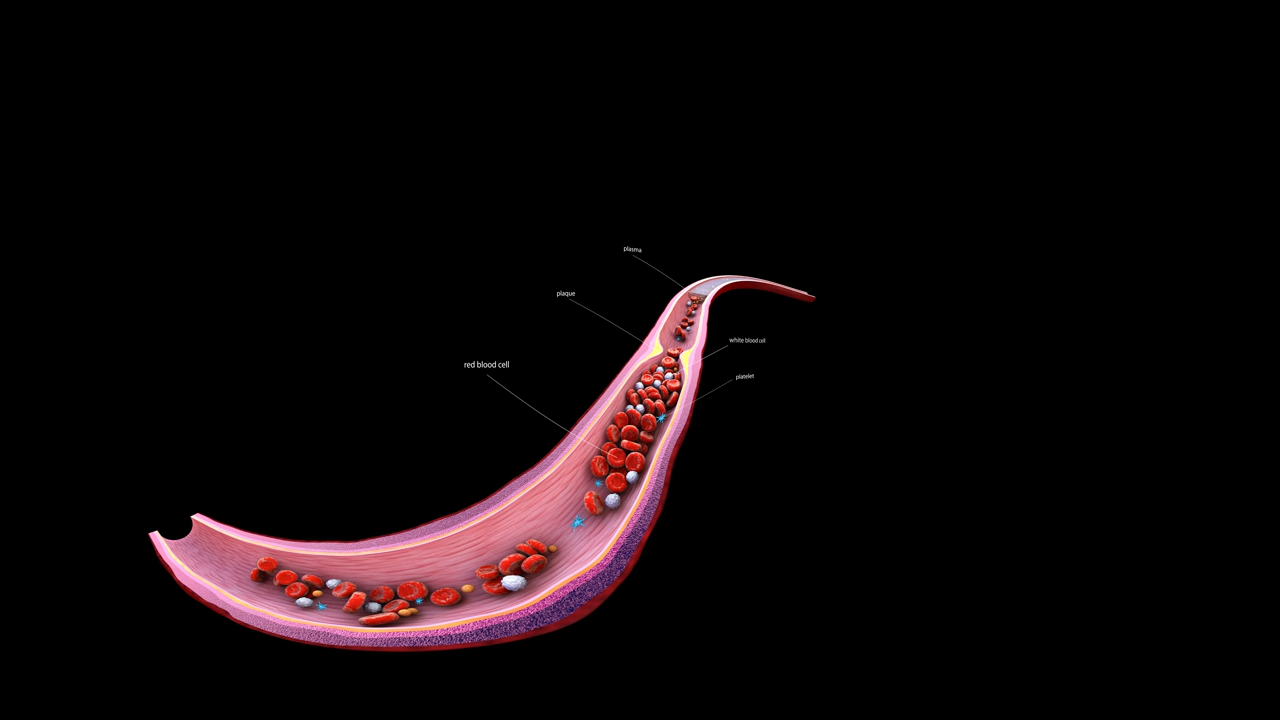 plasma
plaque
white blood cell
red blood cell
platelet